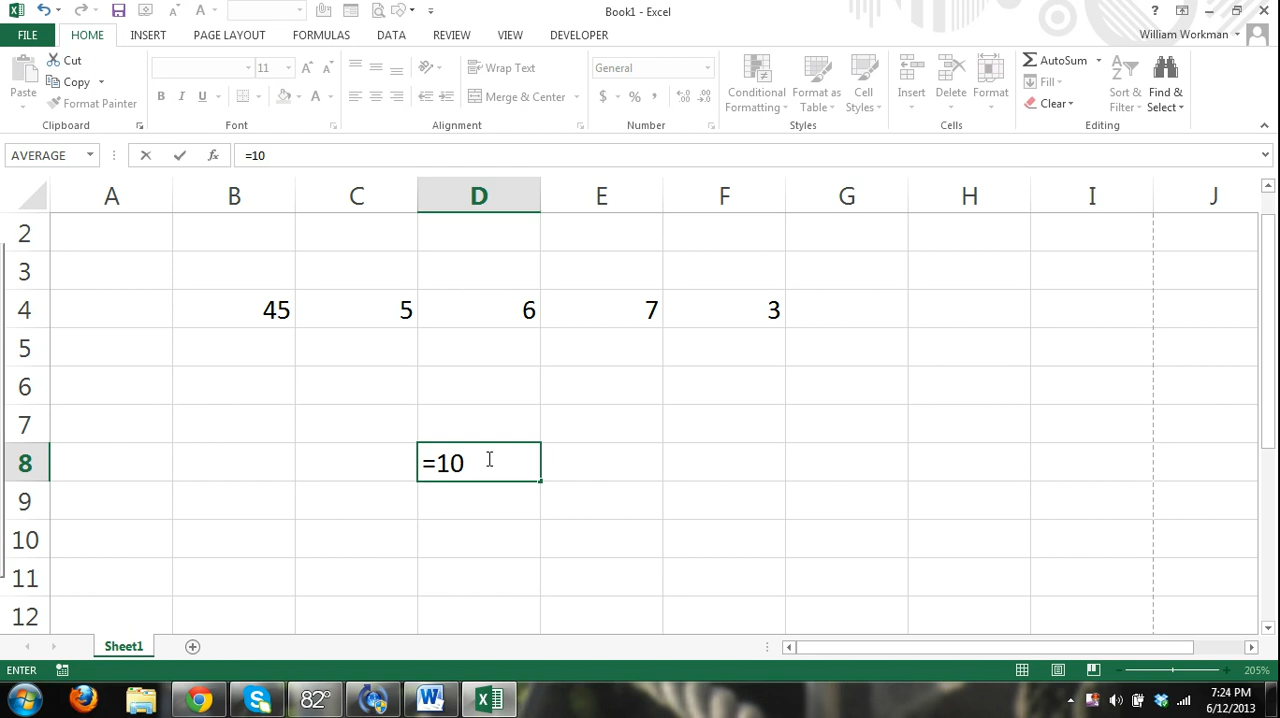 Book1 - Excel
?
FILE HOME INSERT PAGE LAYOUT FORMULAS DATA REVIEW VIEW DEVELOPER William Workman
Paste Cut Copy Format Painter
11
Wrap Text
Merge & Center
General
$ % ,
Conditional Formatting
Format as Table
Cell Styles
Insert Delete Format
AutoSum
Fill
Clear
Sort & Filter
Find & Select
B I U A
Clipboard Font Alignment Number Styles Cells Editing
AVERAGE fx =10
A B C D E F G H I J
2
3
4 45 5 6 7 3
5
6
7
8 =10
9
10
11
12
Sheet1
ENTER 205%
82° 7:24 PM
6/12/2013